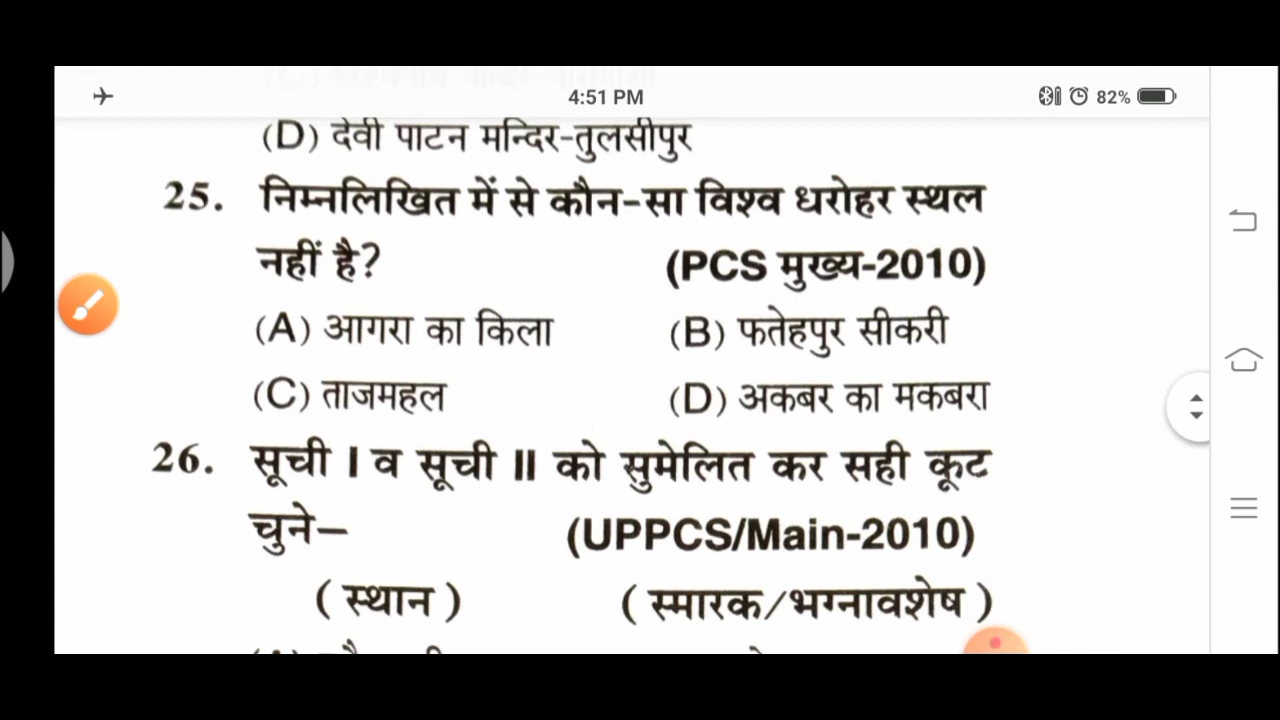 4:51 PM
82%
(D) देवी पाटन मन्दिर-तुलसीपुर
25. निम्नलिखित में से कौन-सा विश्व धरोहर स्थल
नहीं है? (PCS मुख्य-2010)
(A) आगरा का किला (B) फतेहपुर सीकरी
(C) ताजमहल (D) अकबर का मकबरा
26. सूची I व सूची II को सुमेलित कर सही कूट
चुने– (UPPCS/Main-2010)
( स्थान ) ( स्मारक/भग्नावशेष )